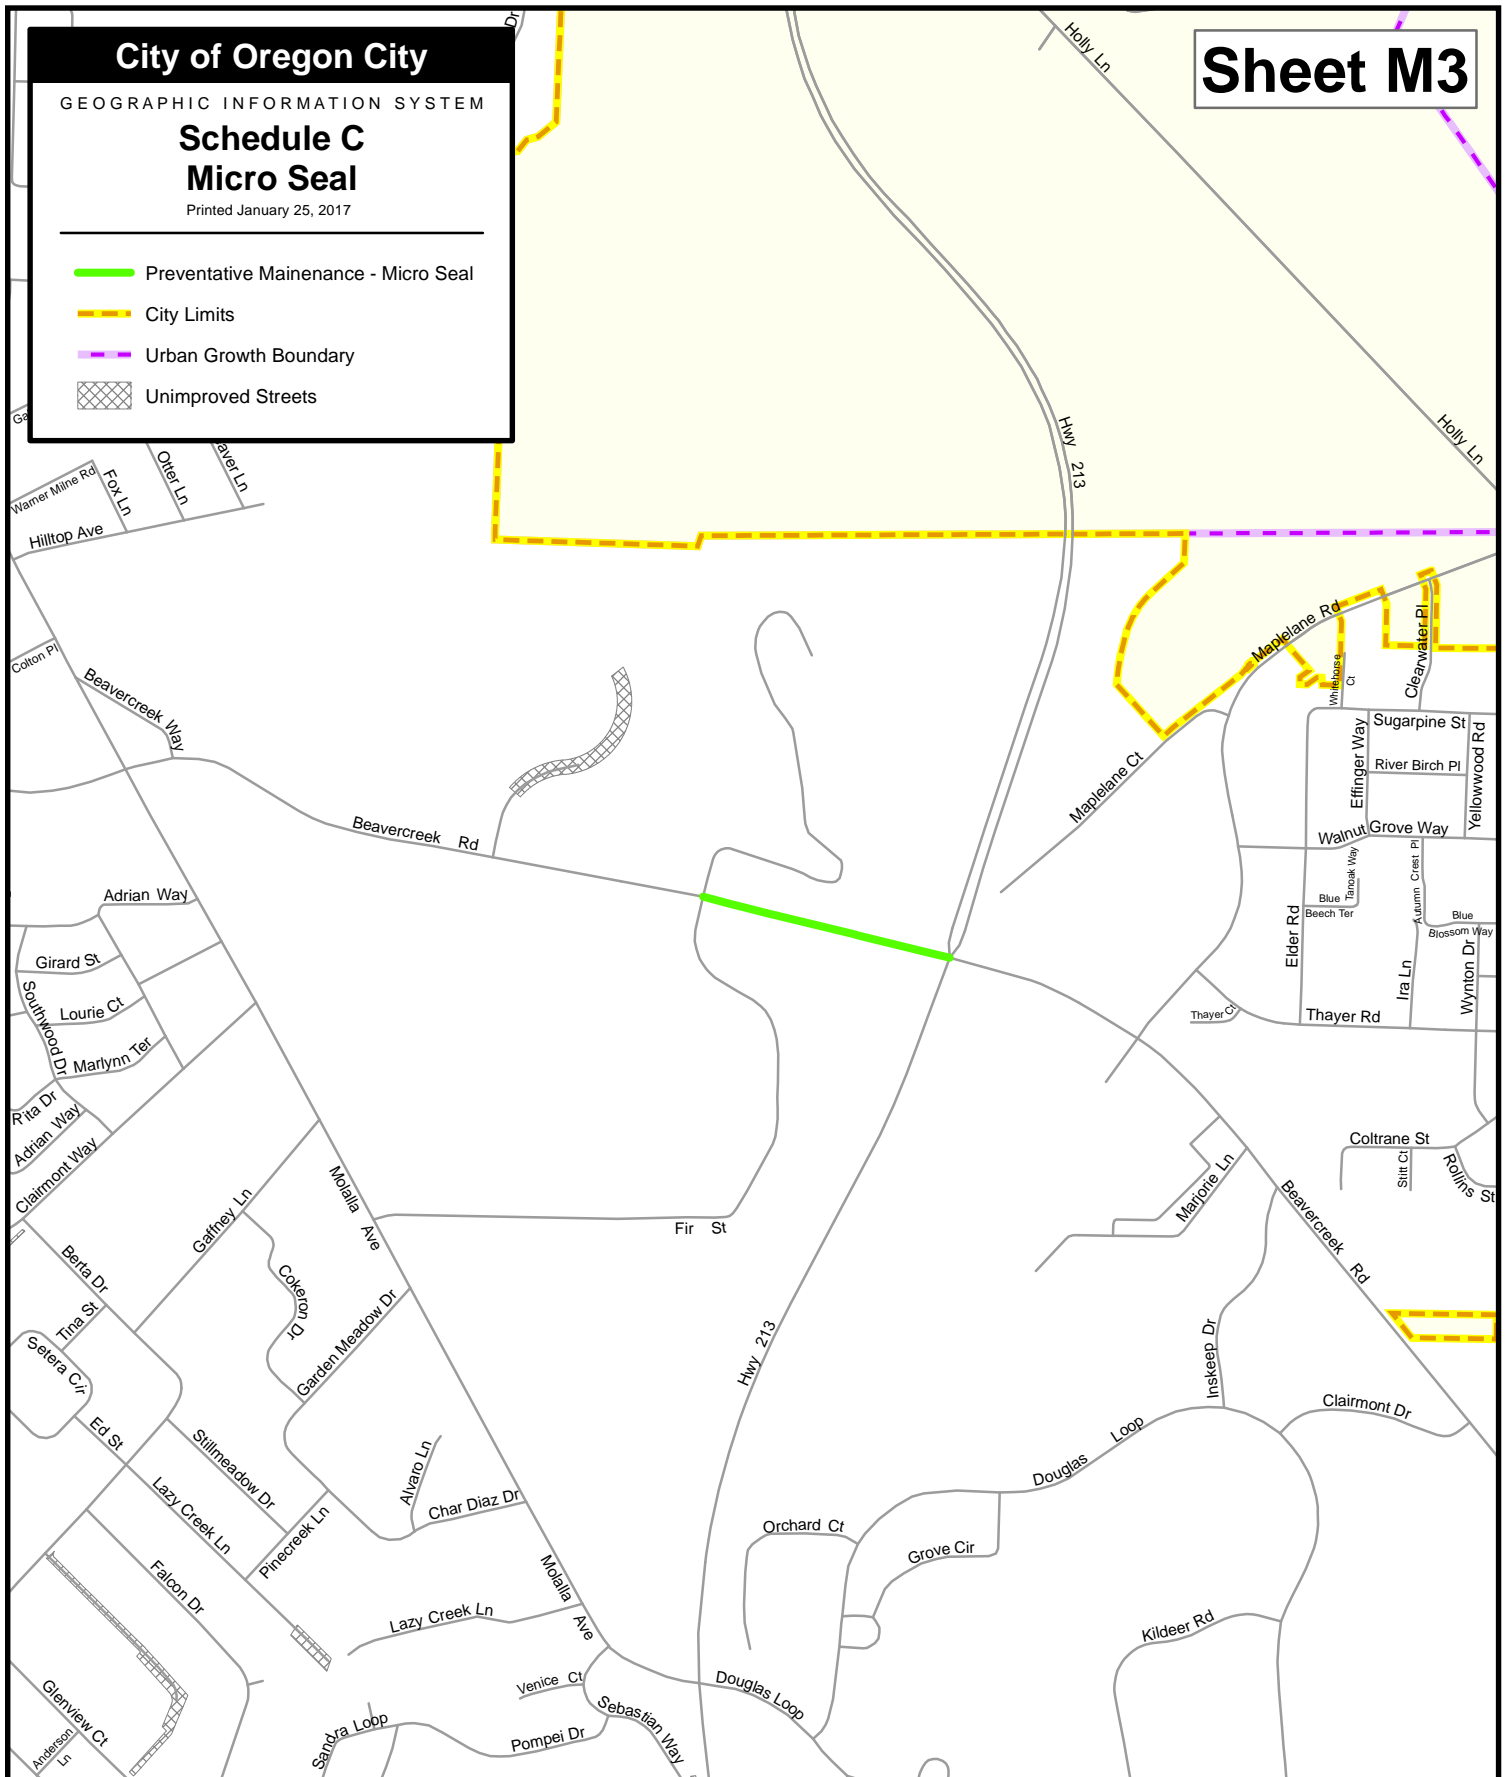 City of Oregon City
GEOGRAPHIC INFORMATION SYSTEM
Schedule C
Micro Seal
Printed January 25, 2017
Preventative Mainenance - Micro Seal
City Limits
Urban Growth Boundary
Unimproved Streets
Sheet M3
Dr
Holly Ln
Holly Ln
Hwy 213
Warner Milne Rd
Fox Ln
Otter Ln
Hilltop Ave
Colton Pl
Beavercreek Way
Beavercreek Rd
Maplelane Rd
Maplelane Ct
Whitehorse
Ct
Clearwater Pl
Sugarpine St
Effinger Way
River Birch Pl
Yellowwood Rd
Walnut Grove Way
Tanoak Way
Autumn Crest Pl
Blue
Beech Ter
Blue
Blossom Way
Elder Rd
Ira Ln
Wynton Dr
Thayer Ct
Thayer Rd
Adrian Way
Girard St
Lourie Ct
Southwood Dr
Marlynn Ter
Rita Dr
Adrian Way
Clairmont Way
Gaffney Ln
Molalla Ave
Fir St
Coltrane St
Stitt Ct
Rollins St
Marjorie Ln
Beavercreek Rd
Berta Dr
Tina St
Setera Cir
Cokeron Dr
Garden Meadow Dr
Hwy 213
Inskeep Dr
Clairmont Dr
Ed St
Stillmeadow Dr
Lazy Creek Ln
Pinecreek Ln
Alvaro Ln
Char Diaz Dr
Douglas Loop
Orchard Ct
Grove Cir
Falcon Dr
Molalla Ave
Lazy Creek Ln
Kildeer Rd
Venice Ct
Douglas Loop
Glenview Ct
Anderson
Ln
Sandra Loop
Pompei Dr
Sebastian Way